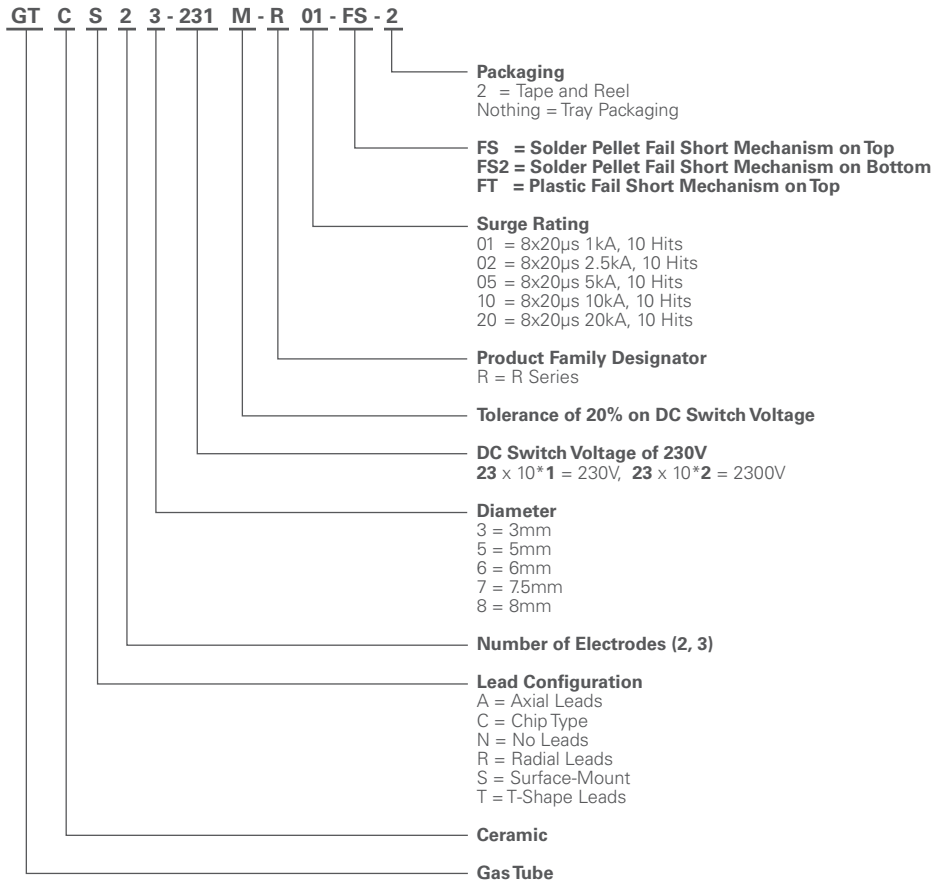 GT C S 2 3 - 231 M - R 01 - FS - 2
Packaging
2 = Tape and Reel
Nothing = Tray Packaging
FS = Solder Pellet Fail Short Mechanism on Top
FS2 = Solder Pellet Fail Short Mechanism on Bottom
FT = Plastic Fail Short Mechanism on Top
Surge Rating
01 = 8x20μs 1kA, 10 Hits
02 = 8x20μs 2.5kA, 10 Hits
05 = 8x20μs 5kA, 10 Hits
10 = 8x20μs 10kA, 10 Hits
20 = 8x20μs 20kA, 10 Hits
Product Family Designator
R = R Series
Tolerance of 20% on DC Switch Voltage
DC Switch Voltage of 230V
23 x 10*1 = 230V, 23 x 10*2 = 2300V
Diameter
3 = 3mm
5 = 5mm
6 = 6mm
7 = 7.5mm
8 = 8mm
Number of Electrodes (2, 3)
Lead Configuration
A = Axial Leads
C = Chip Type
N = No Leads
R = Radial Leads
S = Surface-Mount
T = T-Shape Leads
Ceramic
Gas Tube